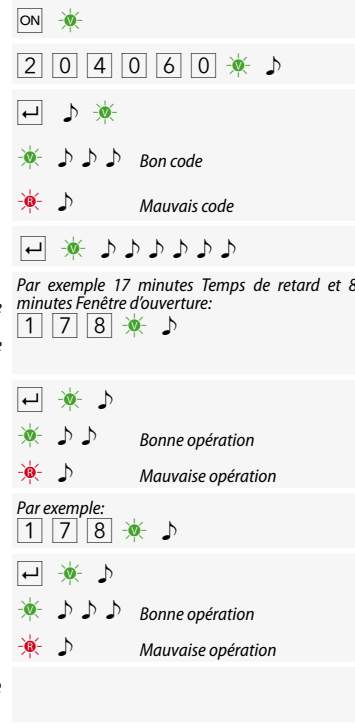 ON V
2 0 4 0 6 0 V ♪
↵ ♪ V
V ♪ ♪ ♪ Bon code
R ♪ Mauvais code
↵ V ♪ ♪ ♪ ♪ ♪ ♪
Par exemple 17 minutes Temps de retard et 8
minutes Fenêtre d'ouverture:
1 7 8 V ♪
↵ V ♪
V ♪ ♪ Bonne opération
R ♪ Mauvaise opération
Par exemple:
1 7 8 V ♪
↵ V ♪
V ♪ ♪ ♪ Bonne opération
R ♪ Mauvaise opération